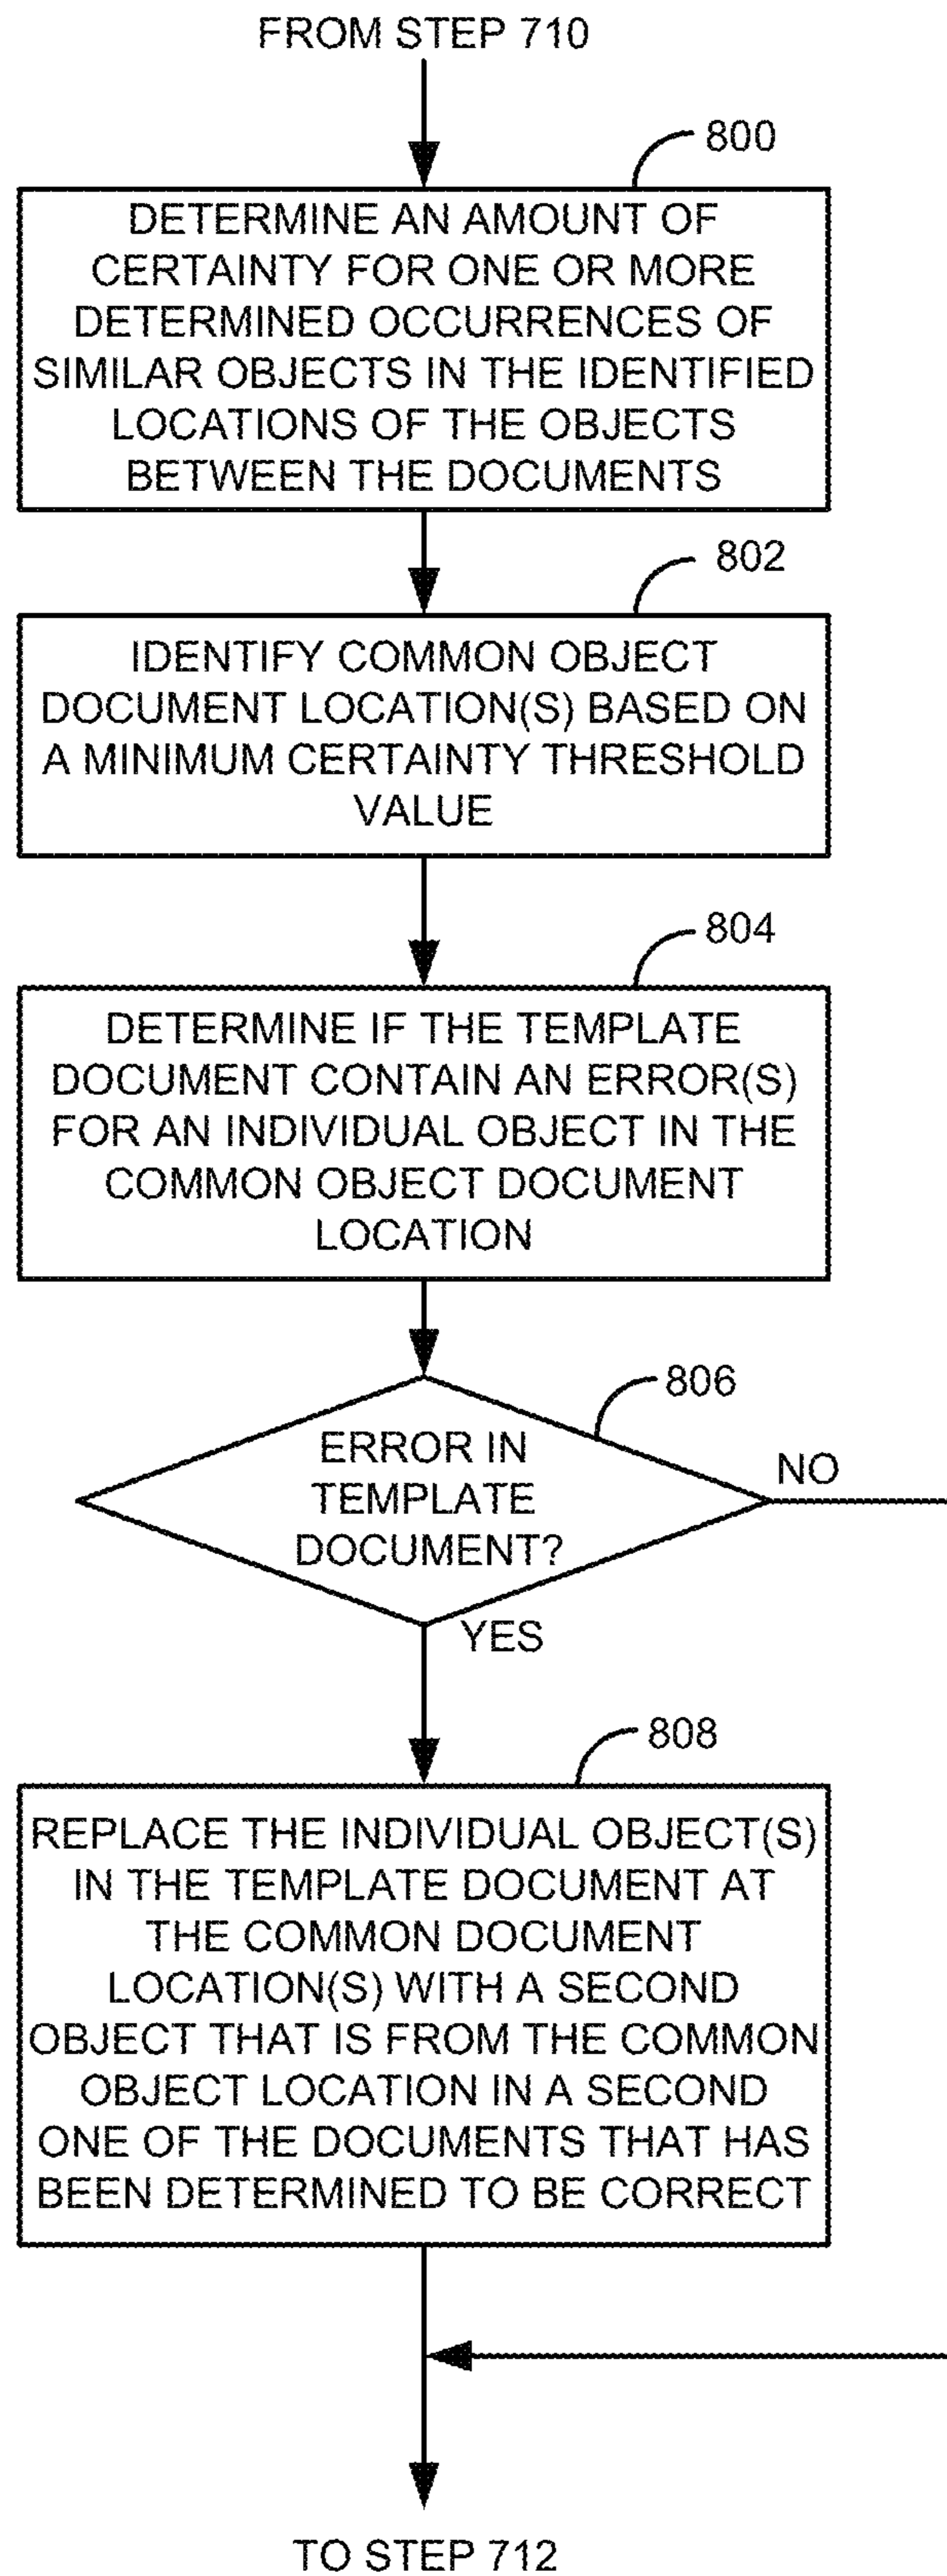 FROM STEP 710
800
DETERMINE AN AMOUNT OF
CERTAINTY FOR ONE OR MORE
DETERMINED OCCURRENCES OF
SIMILAR OBJECTS IN THE IDENTIFIED
LOCATIONS OF THE OBJECTS
BETWEEN THE DOCUMENTS
802
IDENTIFY COMMON OBJECT
DOCUMENT LOCATION(S) BASED ON
A MINIMUM CERTAINTY THRESHOLD
VALUE
804
DETERMINE IF THE TEMPLATE
DOCUMENT CONTAIN AN ERROR(S)
FOR AN INDIVIDUAL OBJECT IN THE
COMMON OBJECT DOCUMENT
LOCATION
806
ERROR IN
TEMPLATE
DOCUMENT?
NO
YES
808
REPLACE THE INDIVIDUAL OBJECT(S)
IN THE TEMPLATE DOCUMENT AT
THE COMMON DOCUMENT
LOCATION(S) WITH A SECOND
OBJECT THAT IS FROM THE COMMON
OBJECT LOCATION IN A SECOND
ONE OF THE DOCUMENTS THAT HAS
BEEN DETERMINED TO BE CORRECT
TO STEP 712